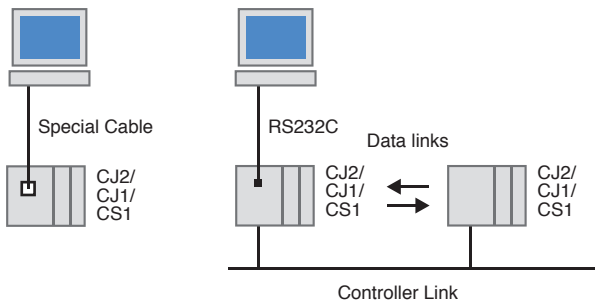 Special Cable
CJ2/
CJ1/
CS1
RS232C
Data links
CJ2/
CJ1/
CS1
CJ2/
CJ1/
CS1
Controller Link